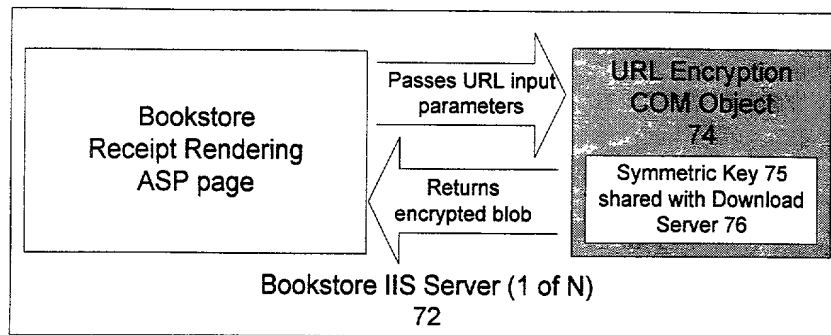 Bookstore
Receipt Rendering
ASP page
Passes URL input
parameters
Returns
encrypted blob
URL Encryption
COM Object
74
Symmetric Key 75
shared with Download
Server 76
Bookstore IIS Server (1 of N)
72